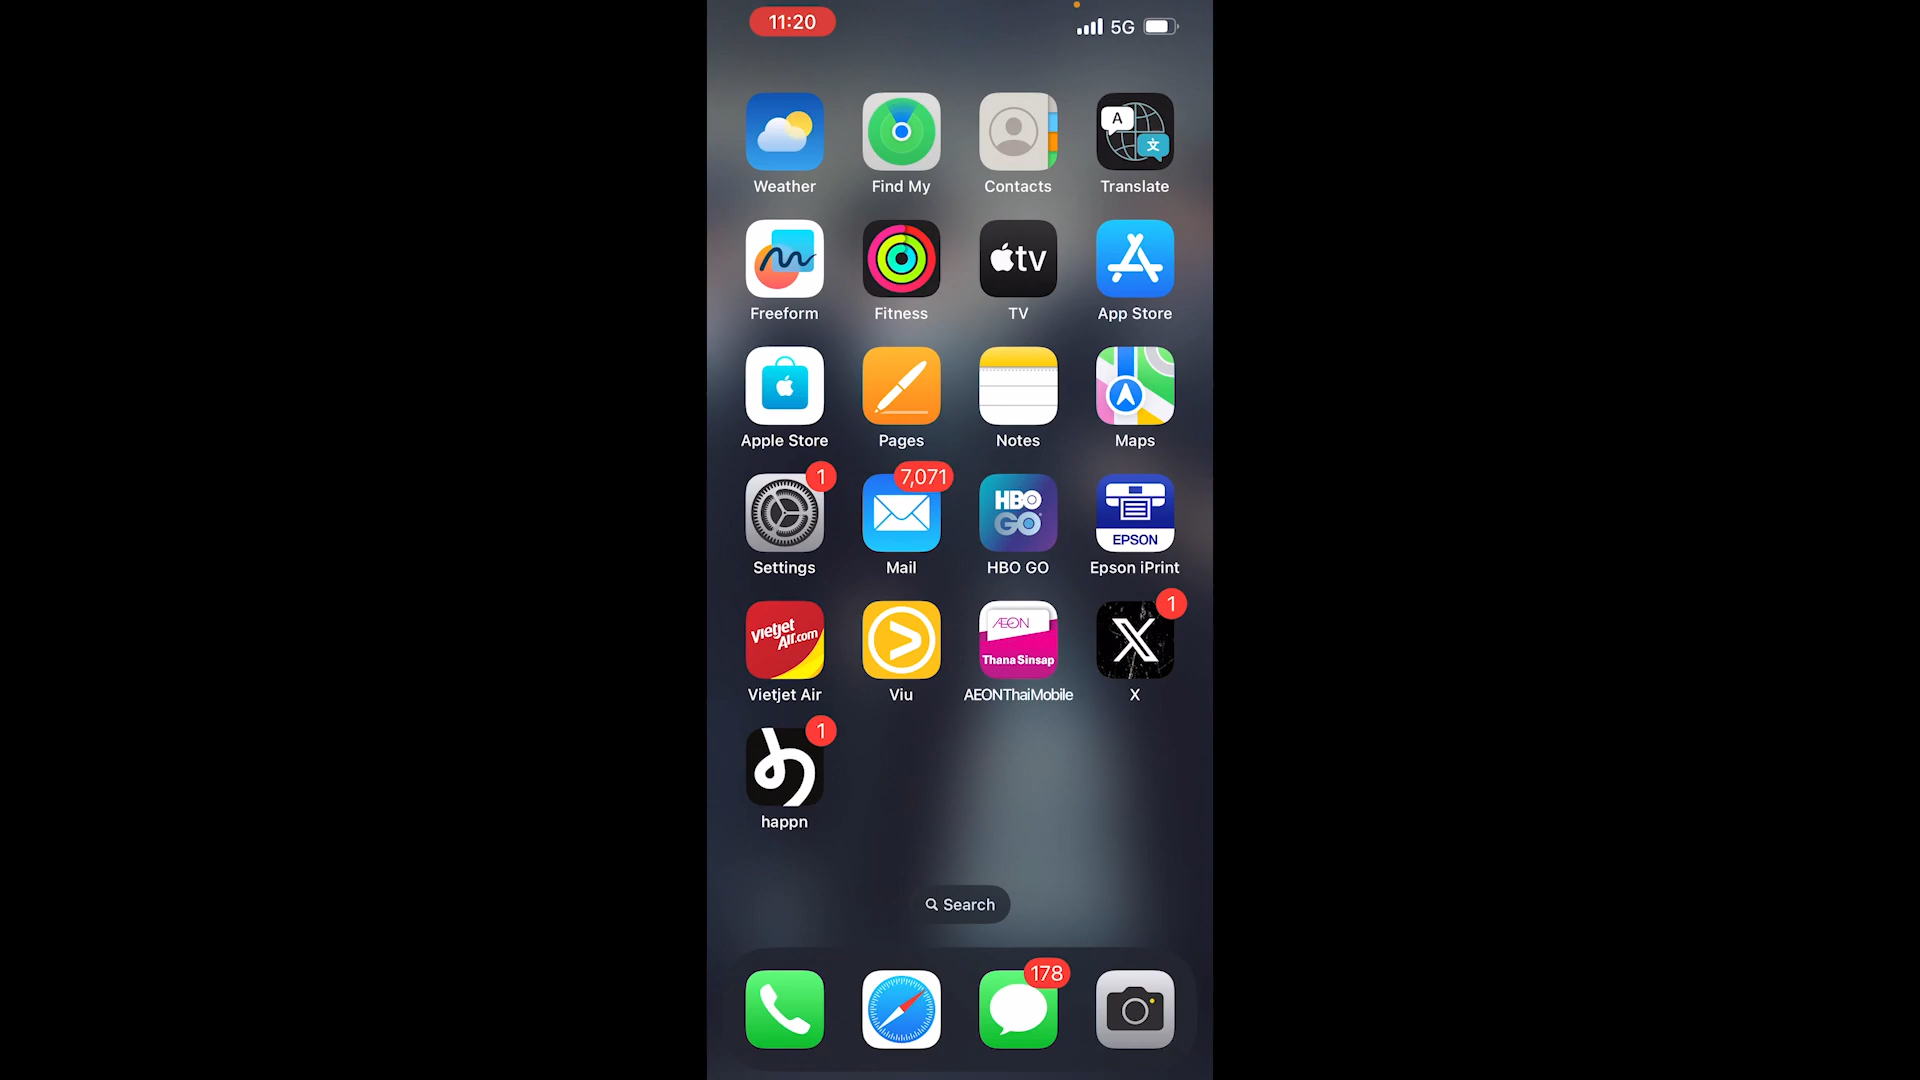 11:20
5G
A
文
Weather
Find My
Contacts
Translate
tv
Freeform
Fitness
TV
App Store
Apple Store
Pages
Notes
Maps
1
7,071
HBO
GO
EPSON
Settings
Mail
HBO GO
Epson iPrint
1
Vietjet
Air.com
ÆON
Thana Sinsap
X
Vietjet Air
Viu
AEONThaiMobile
X
1
happn
Search
178